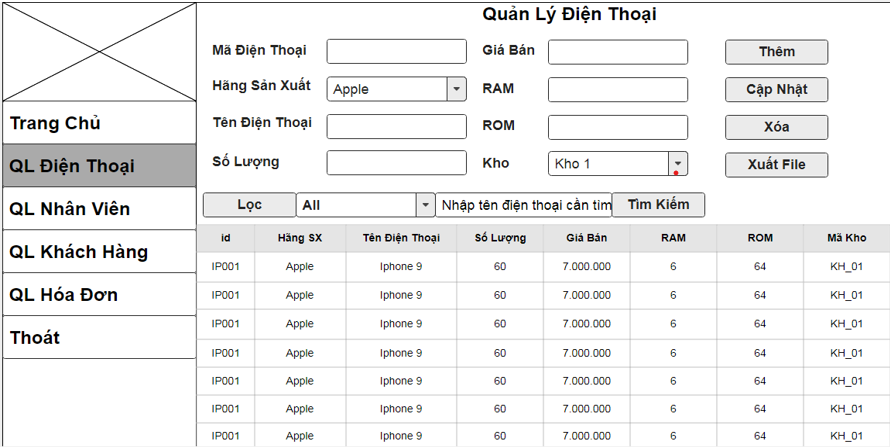 Quản Lý Điện Thoại
Mã Điện Thoại Giá Bán Thêm
Hãng Sản Xuất Apple RAM Cập Nhật
Tên Điện Thoại ROM Xóa
Số Lượng Kho Kho 1 Xuất File
Trang Chủ
QL Điện Thoại
QL Nhân Viên
QL Khách Hàng
QL Hóa Đơn
Thoát
Lọc All Nhập tên điện thoại cần tim Tìm Kiếm
id Hãng SX Tên Điện Thoại Số Lượng Giá Bán RAM ROM Mã Kho
IP001 Apple Iphone 9 60 7.000.000 6 64 KH_01
IP001 Apple Iphone 9 60 7.000.000 6 64 KH_01
IP001 Apple Iphone 9 60 7.000.000 6 64 KH_01
IP001 Apple Iphone 9 60 7.000.000 6 64 KH_01
IP001 Apple Iphone 9 60 7.000.000 6 64 KH_01
IP001 Apple Iphone 9 60 7.000.000 6 64 KH_01
IP001 Apple Iphone 9 60 7.000.000 6 64 KH_01